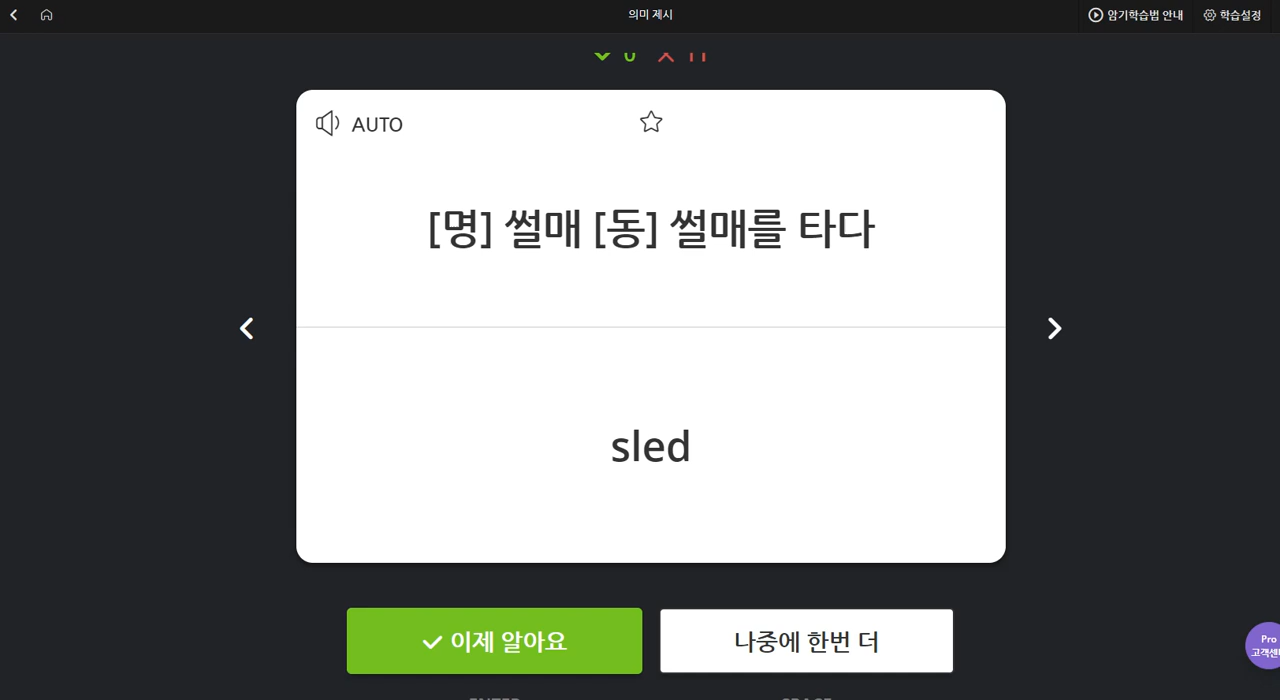 의미 제시
암기학습법 안내
학습설정
AUTO
[명] 썰매 [동] 썰매를 타다
sled
이제 알아요
나중에 한번 더
Pro